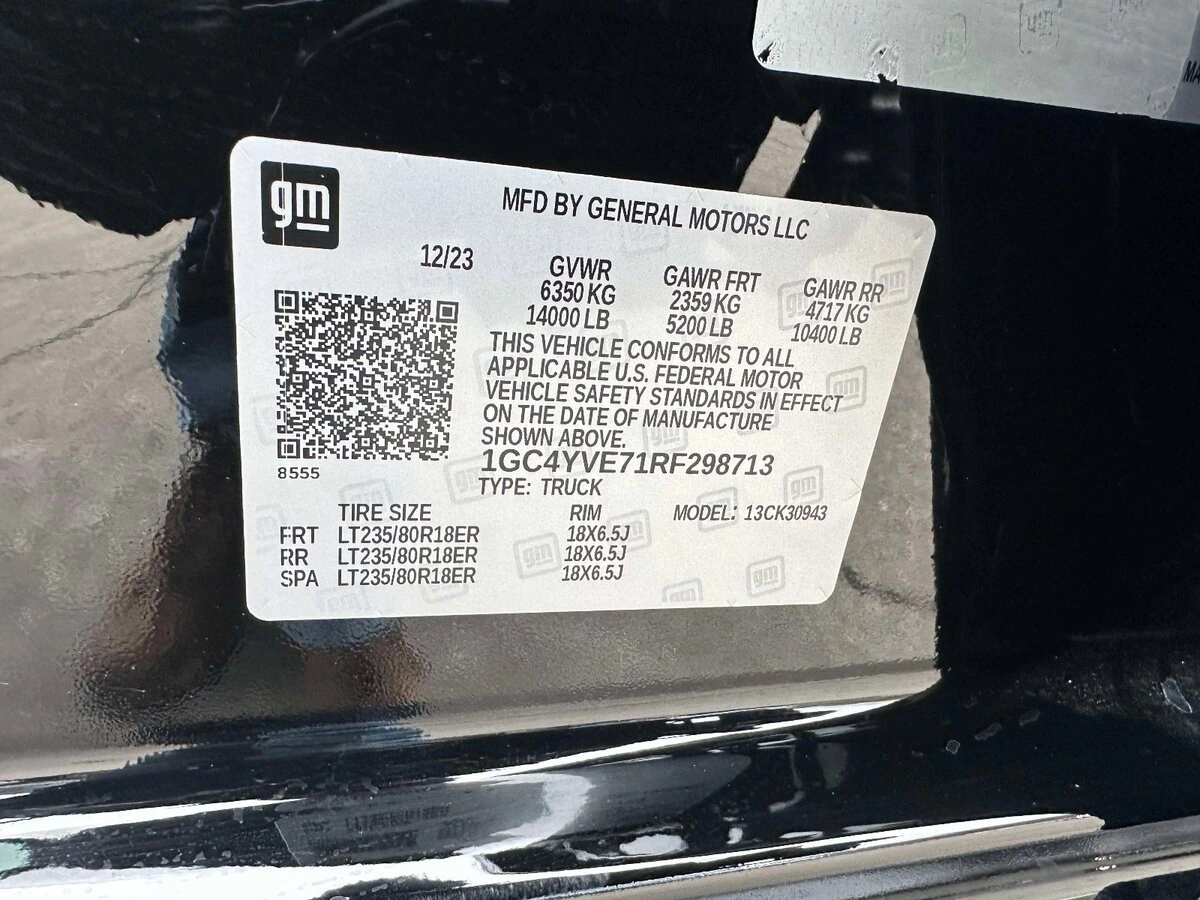 gm
MFD BY GENERAL MOTORS LLC
12/23
GVWR GAWR FRT GAWR RR
6350 KG 2359 KG 4717 KG
14000 LB 5200 LB 10400 LB
THIS VEHICLE CONFORMS TO ALL
APPLICABLE U.S. FEDERAL MOTOR
VEHICLE SAFETY STANDARDS IN EFFECT
ON THE DATE OF MANUFACTURE
SHOWN ABOVE.
8555
1GC4YVE71RF298713
TYPE: TRUCK
TIRE SIZE RIM MODEL: 13CK30943
FRT LT235/80R18ER 18X6.5J
RR LT235/80R18ER 18X6.5J
SPA LT235/80R18ER 18X6.5J